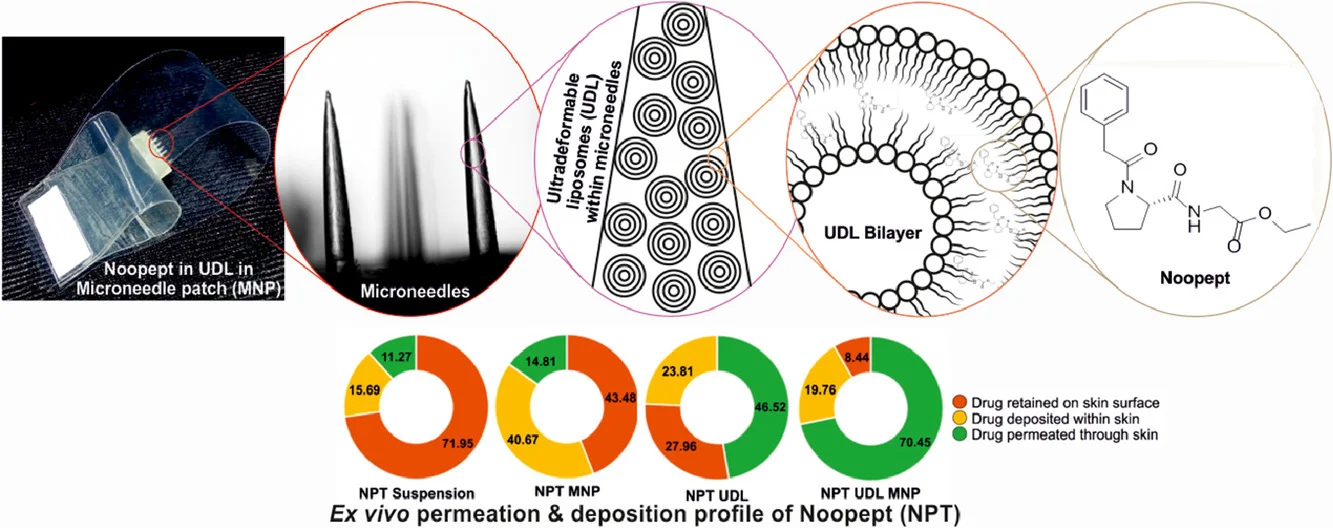 Noopept in UDL in
Microneedle patch (MNP)
Microneedles
Ultradeformable
liposomes (UDL)
within microneedles
UDL Bilayer
O
N
O
N
H
O
O
Noopept
11.27
15.69
71.95
NPT Suspension
14.81
43.48
40.67
NPT MNP
23.81
46.52
27.96
NPT UDL
8.44
19.76
70.45
NPT UDL MNP
Drug retained on skin surface
Drug deposited within skin
Drug permeated through skin
Ex vivo permeation & deposition profile of Noopept (NPT)